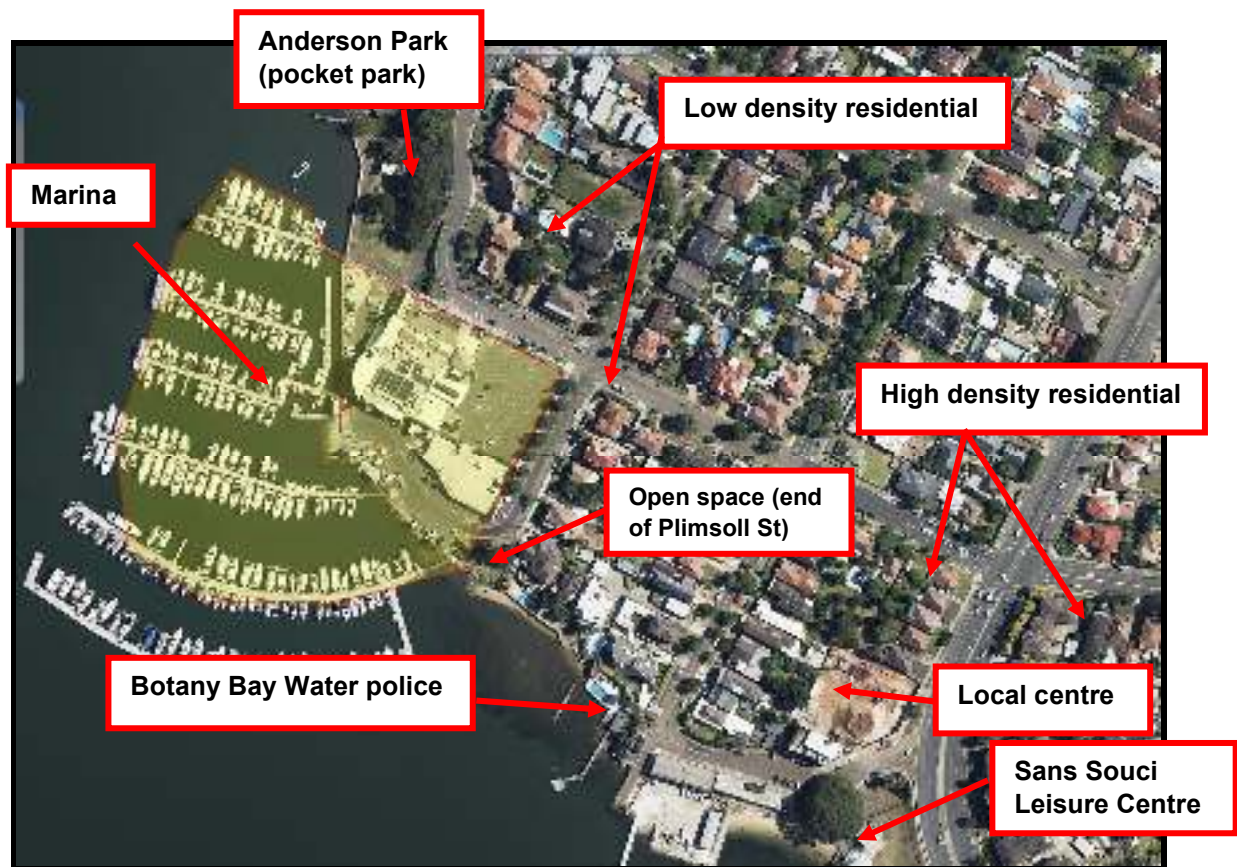 Anderson Park
(pocket park)
Low density residential
Marina
High density residential
Open space (end
of Plimsoll St)
Botany Bay Water police
Local centre
Sans Souci
Leisure Centre